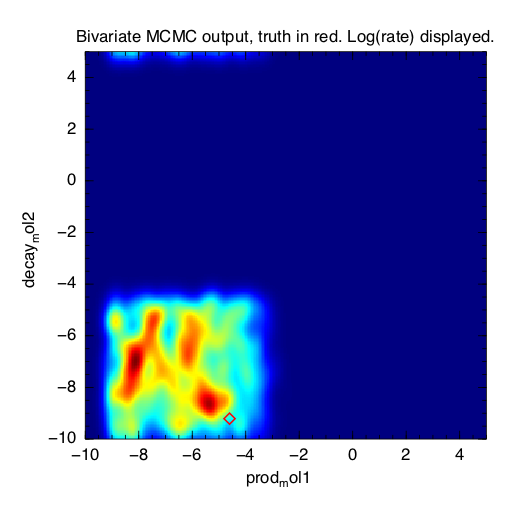 Bivariate MCMC output, truth in red. Log(rate) displayed.
4
2
0
−2
−4
−6
−8
−10
decay_mol2
−10 −8 −6 −4 −2 0 2 4
prod_mol1